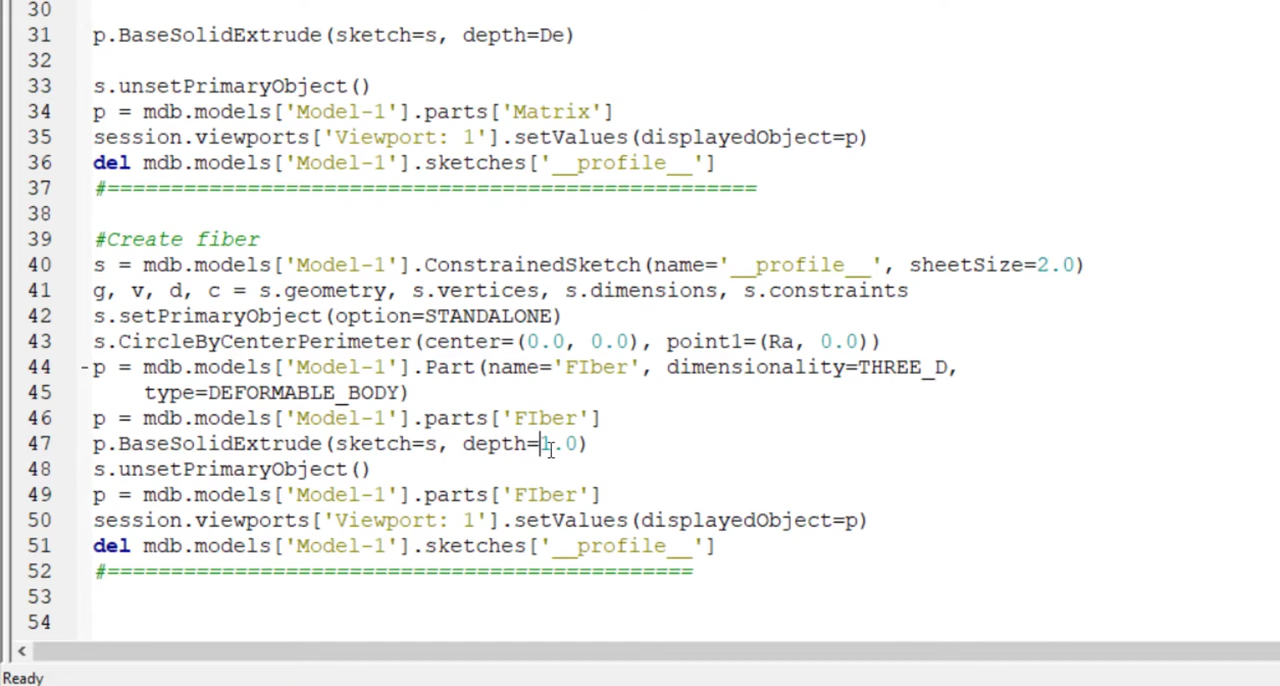 30
31 p.BaseSolidExtrude(sketch=s, depth=De)
32
33 s.unsetPrimaryObject()
34 p = mdb.models['Model-1'].parts['Matrix']
35 session.viewports['Viewport: 1'].setValues(displayedObject=p)
36 del mdb.models['Model-1'].sketches['__profile__']
37 #===================================================
38
39 #Create fiber
40 s = mdb.models['Model-1'].ConstrainedSketch(name='__profile__', sheetSize=2.0)
41 g, v, d, c = s.geometry, s.vertices, s.dimensions, s.constraints
42 s.setPrimaryObject(option=STANDALONE)
43 s.CircleByCenterPerimeter(center=(0.0, 0.0), point1=(Ra, 0.0))
44 -p = mdb.models['Model-1'].Part(name='FIber', dimensionality=THREE_D,
45 type=DEFORMABLE_BODY)
46 p = mdb.models['Model-1'].parts['FIber']
47 p.BaseSolidExtrude(sketch=s, depth=1.0)
48 s.unsetPrimaryObject()
49 p = mdb.models['Model-1'].parts['FIber']
50 session.viewports['Viewport: 1'].setValues(displayedObject=p)
51 del mdb.models['Model-1'].sketches['__profile__']
52 #==============================================
53
54
Ready